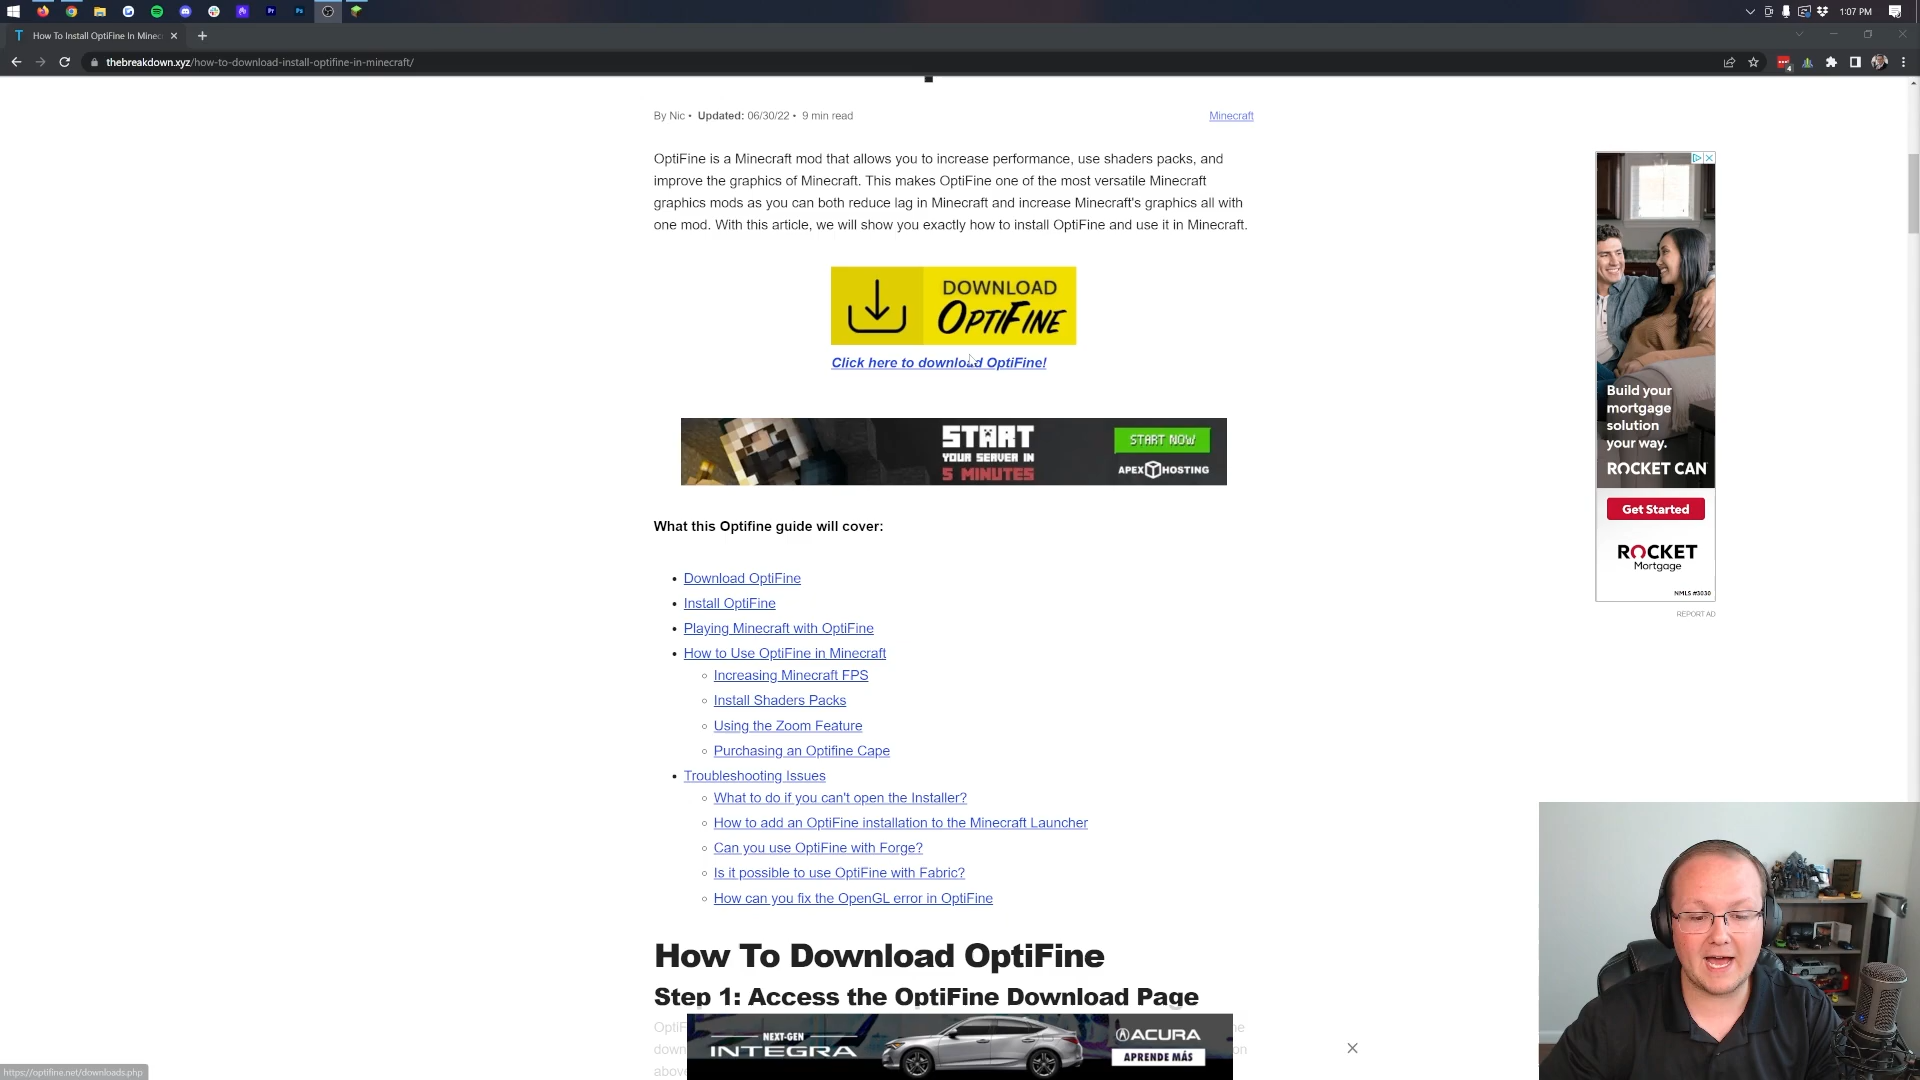 1:07 PM
How To Install OptiFine In Minec
thebreakdown.xyz/how-to-download-install-optifine-in-minecraft/
By Nic • Updated: 06/30/22 • 9 min read
Minecraft
OptiFine is a Minecraft mod that allows you to increase performance, use shaders packs, and
improve the graphics of Minecraft. This makes OptiFine one of the most versatile Minecraft
graphics mods as you can both reduce lag in Minecraft and increase Minecraft's graphics all with
one mod. With this article, we will show you exactly how to install OptiFine and use it in Minecraft.
DOWNLOAD
OPTIFINE
Click here to download OptiFine!
START
YOUR SERVER IN
5 MINUTES
START NOW
APEX HOSTING
What this Optifine guide will cover:
• Download OptiFine
• Install OptiFine
• Playing Minecraft with OptiFine
• How to Use OptiFine in Minecraft
◦ Increasing Minecraft FPS
◦ Install Shaders Packs
◦ Using the Zoom Feature
◦ Purchasing an Optifine Cape
• Troubleshooting Issues
◦ What to do if you can't open the Installer?
◦ How to add an OptiFine installation to the Minecraft Launcher
◦ Can you use OptiFine with Forge?
◦ Is it possible to use OptiFine with Fabric?
◦ How can you fix the OpenGL error in OptiFine
How To Download OptiFine
Step 1: Access the OptiFine Download Page
NEXT-GEN
INTEGRA
ACURA
APRENDE MÁS
Build your
mortgage
solution
your way.
ROCKET CAN
Get Started
ROCKET
Mortgage
NMLS #3030
REPORT AD
https://optifine.net/downloads.php